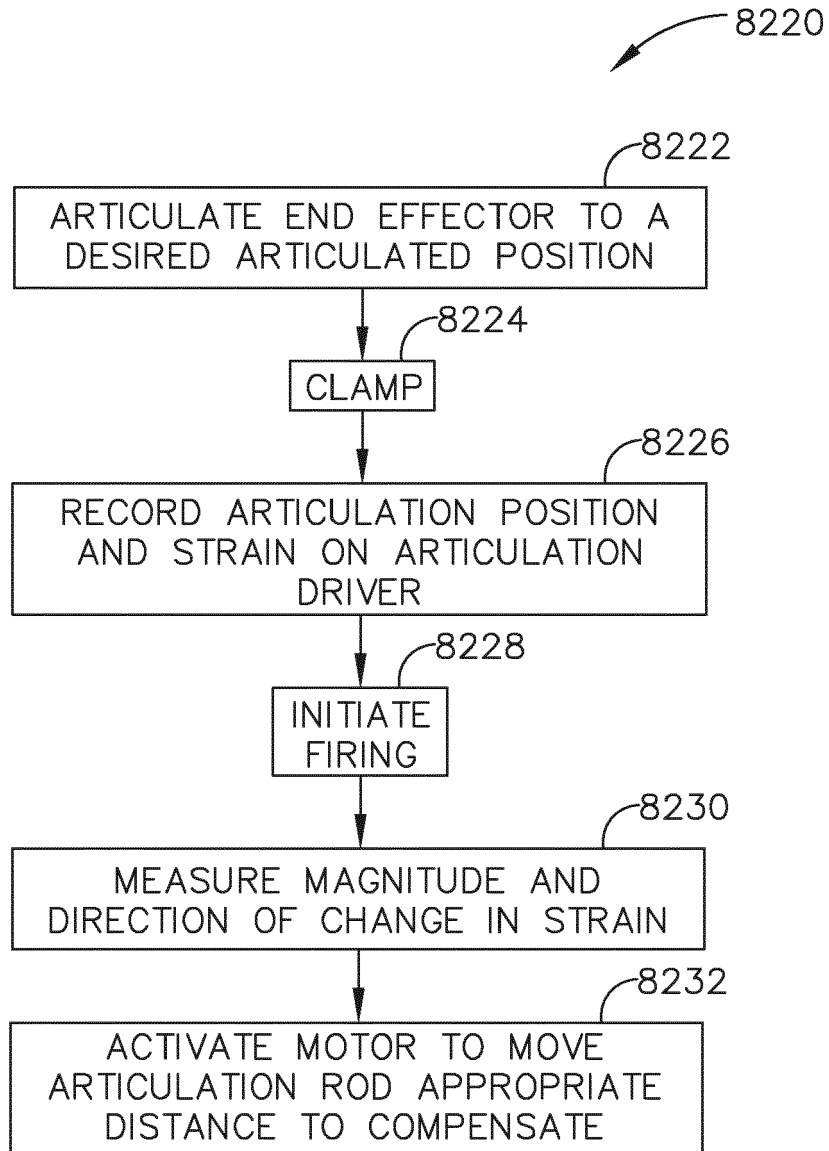 8220
8222
ARTICULATE END EFFECTOR TO A
DESIRED ARTICULATED POSITION
8224
CLAMP
8226
RECORD ARTICULATION POSITION
AND STRAIN ON ARTICULATION
DRIVER
8228
INITIATE
FIRING
8230
MEASURE MAGNITUDE AND
DIRECTION OF CHANGE IN STRAIN
8232
ACTIVATE MOTOR TO MOVE
ARTICULATION ROD APPROPRIATE
DISTANCE TO COMPENSATE